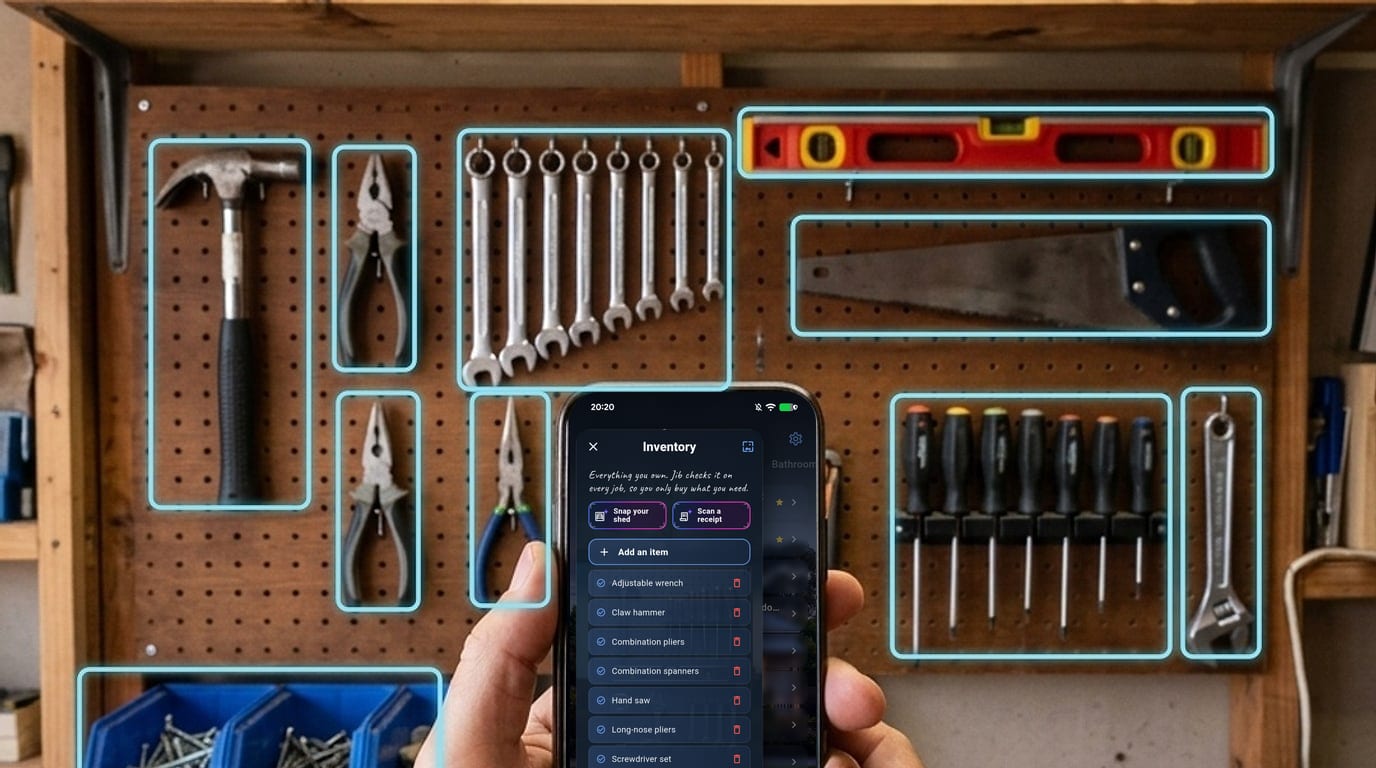 20:20
Inventory
Bathroom
Everything you own. Jib checks it on
every job, so you only buy what you need.
Snap your
shed
Scan a
receipt
Add an item
Adjustable wrench
Claw hammer
do...
Combination pliers
Combination spanners
Hand saw
Long-nose pliers
Screwdriver set